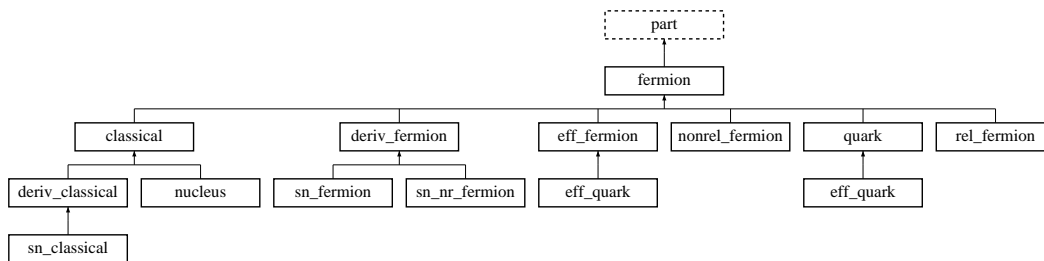 part
fermion
classical deriv_fermion eff_fermion nonrel_fermion quark rel_fermion
deriv_classical nucleus sn_fermion sn_nr_fermion eff_quark eff_quark
sn_classical